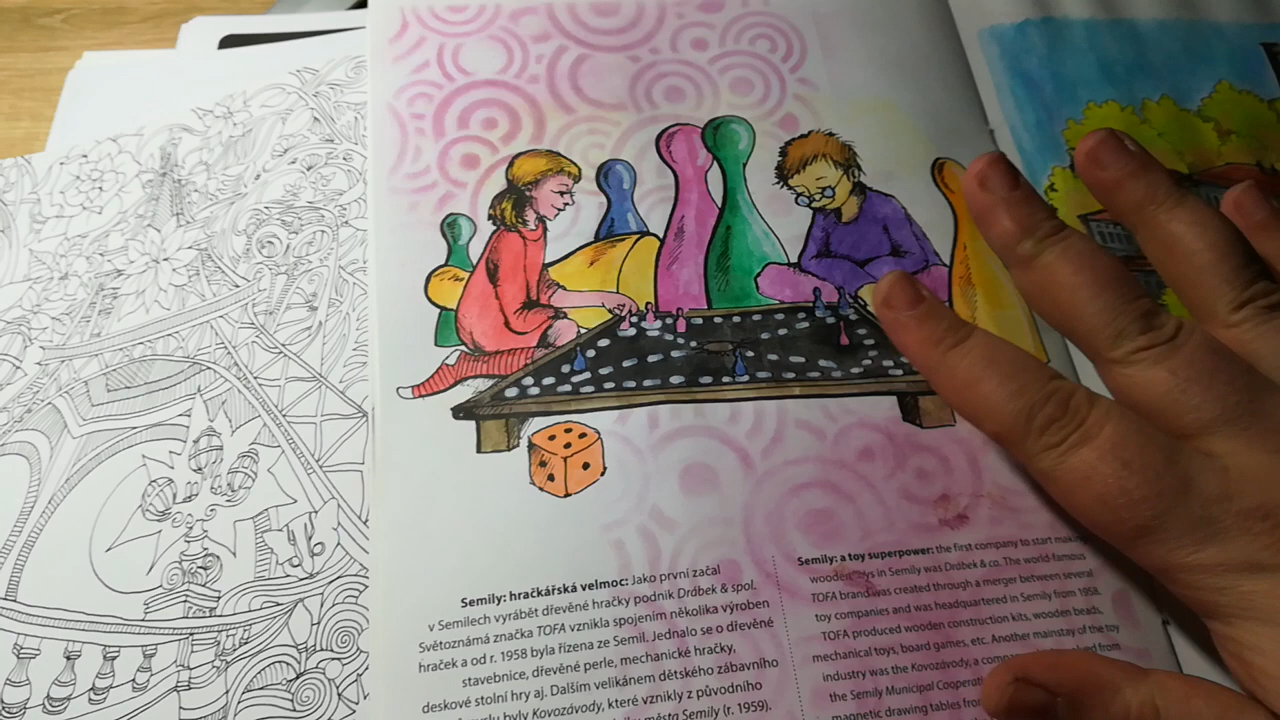 Semily: hračkářská velmoc: Jako první začal
v Semilech vyrábět dřevěné hračky podnik Drábek & spol.
Světoznámá značka TOFA vznikla spojením několika výroben
hraček a od r. 1958 byla řízena ze Semil. Jednalo se o dřevěné
stavebnice, dřevěné perle, mechanické hračky,
deskové stolní hry aj. Dalším velikánem dětského zábavního
byly Kovozávody, které vznikly z původního
města Semily (r. 1959).
Semily: a toy superpower: the first company to start making
wooden toys in Semily was Drábek & co. The world-famous
TOFA brand was created through a merger between several
toy companies and was headquartered in Semily from 1958.
TOFA produced wooden construction kits, wooden beads,
mechanical toys, board games, etc. Another mainstay of the toy
industry was the Kovozávody, a from
the Semily Municipal
magnetic drawing tables